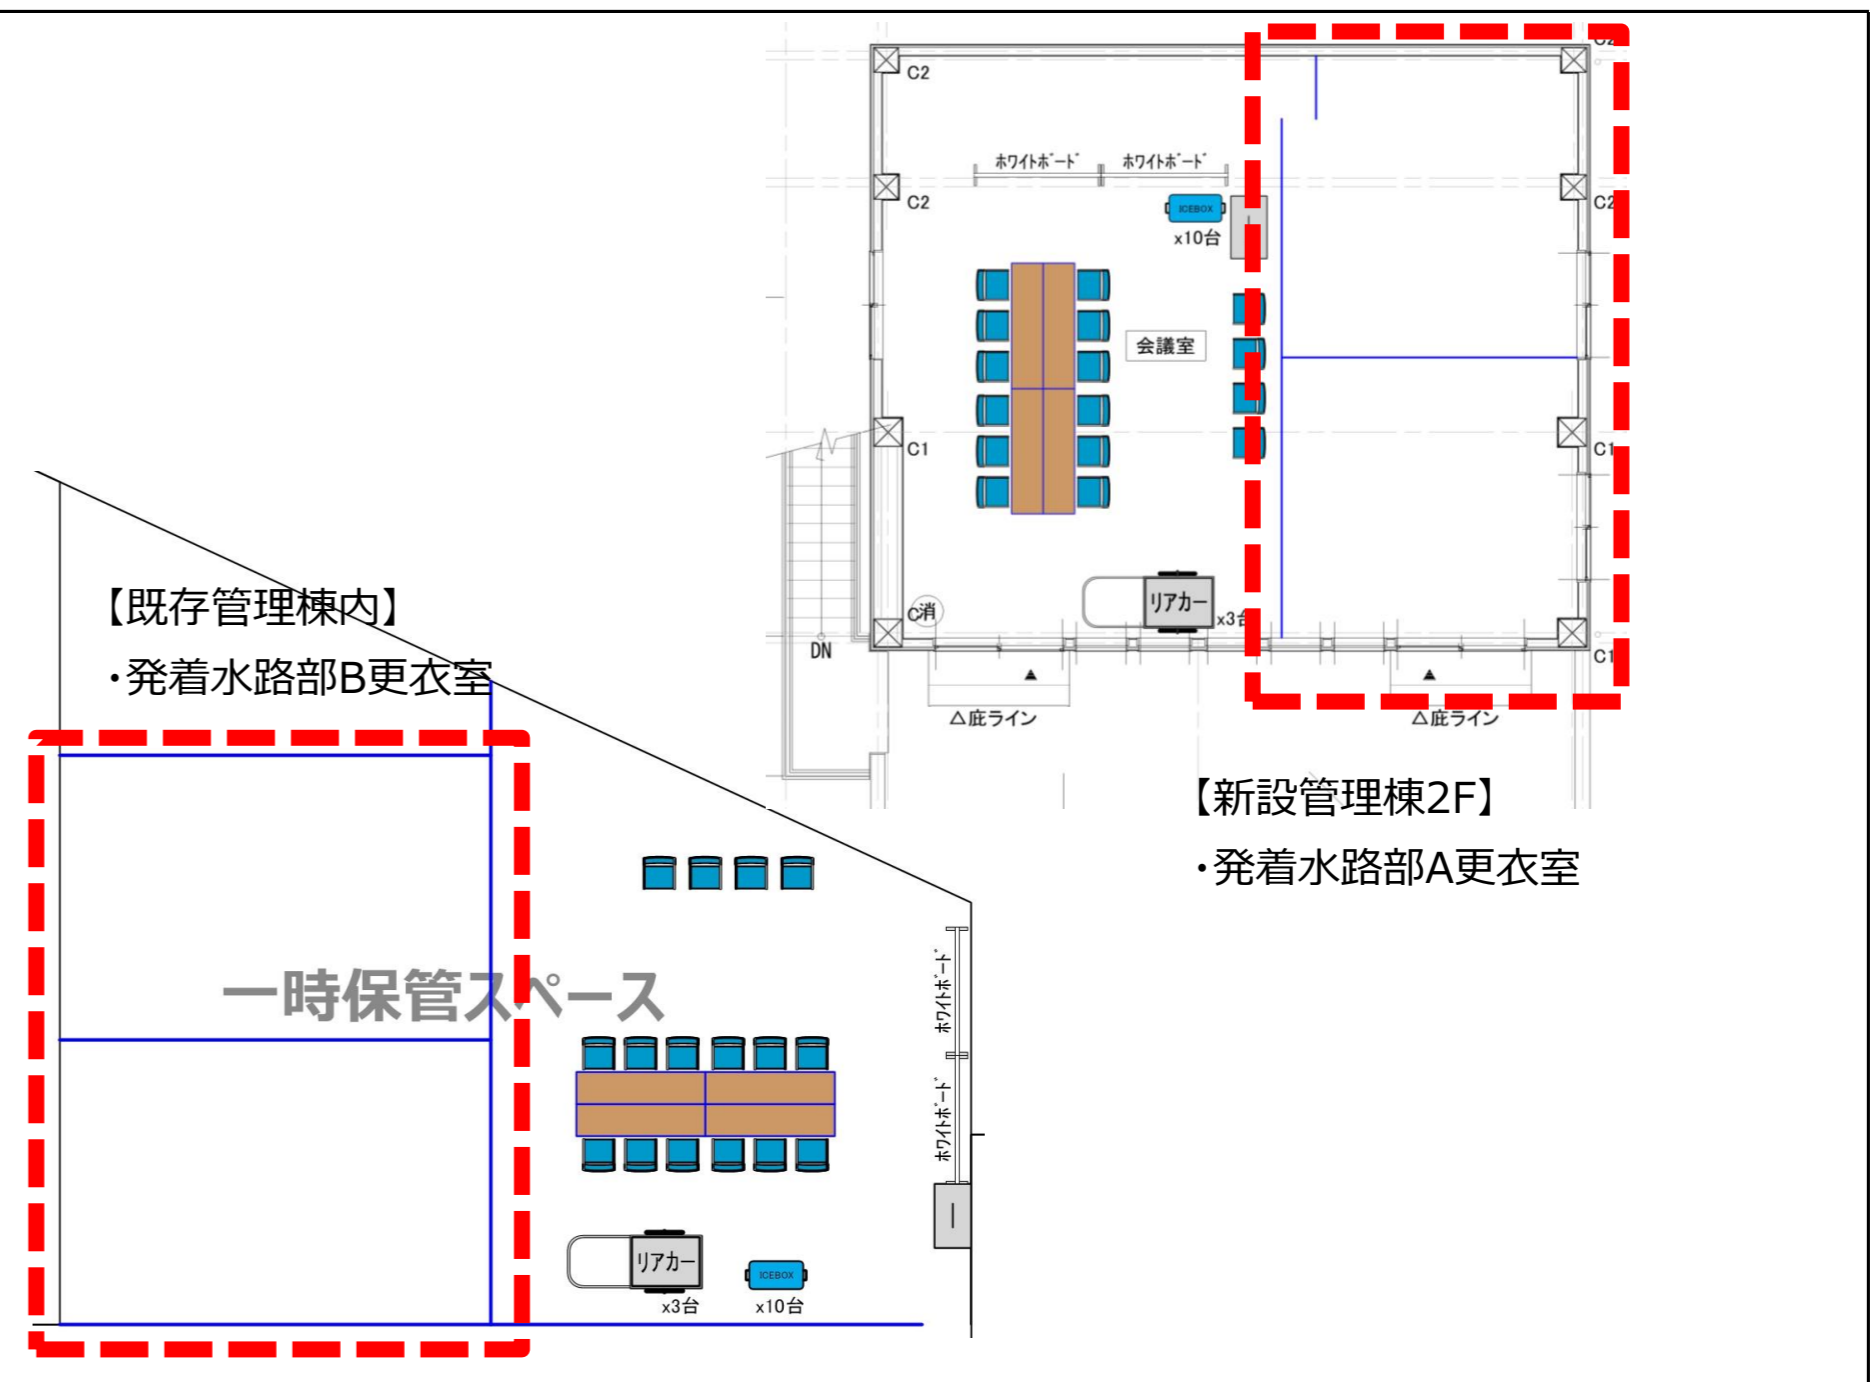 C2
C2
ホワイトボード ホワイトボード
C2
C2
ICEBOX
x10台
会議室
C1
C1
リアカー
x3台
C
消
DN
C1
△庇ライン
△庇ライン
【既存管理棟内】
・発着水路部B更衣室
【新設管理棟2F】
・発着水路部A更衣室
一時保管スペース
ホワイトボード
ホワイトボード
リアカー
x3台
ICEBOX
x10台